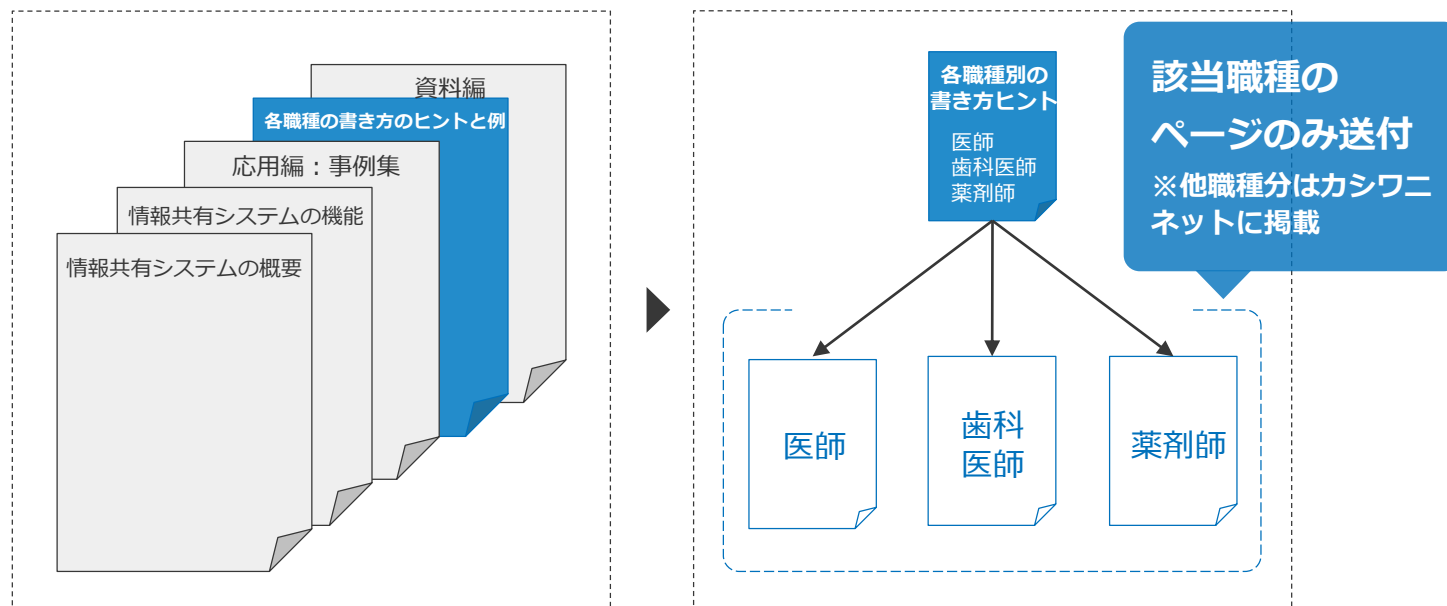 資料編
各職種の書き方のヒントと例
応用編：事例集
情報共有システムの機能
情報共有システムの概要
各職種別の
書き方ヒント
医師
歯科医師
薬剤師
該当職種の
ページのみ送付
※他職種分はカシワニ
ネットに掲載
医師
歯科
医師
薬剤師